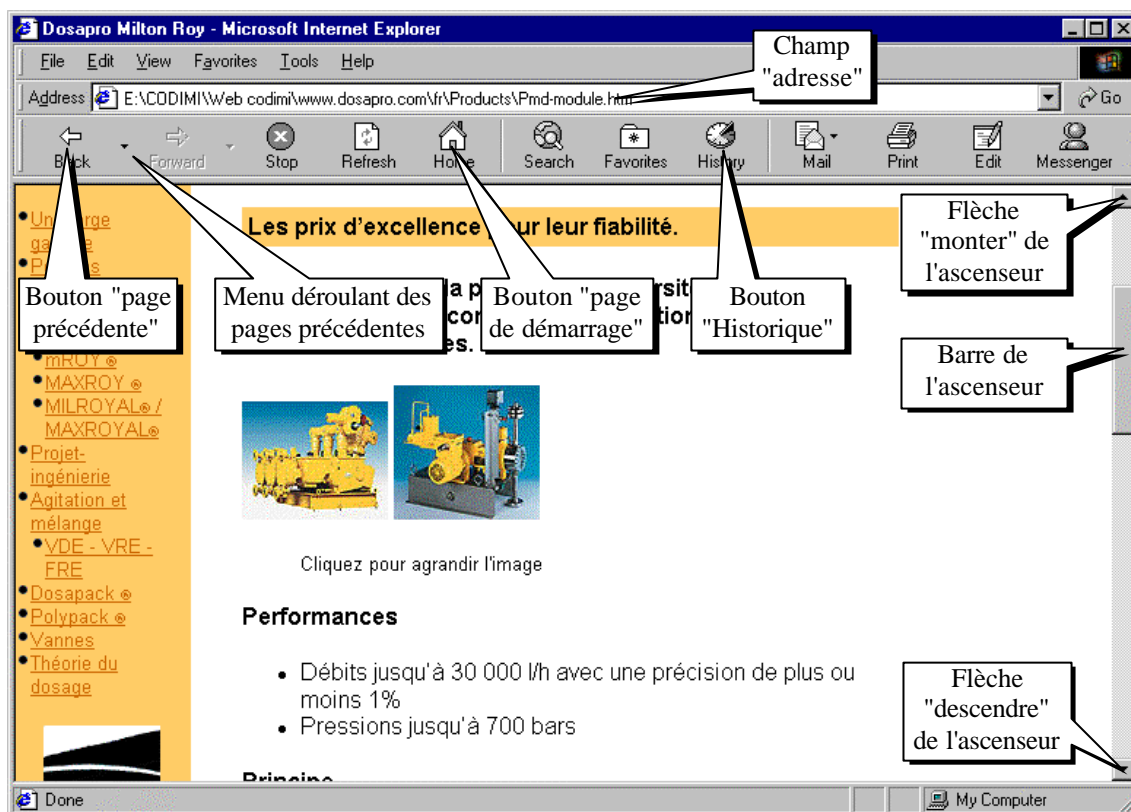 Dosapro Milton Roy - Microsoft Internet Explorer
File Edit View Favorites Tools Help
Champ
"adresse"
Address E:\CODIMI\Web codimi\www.dosapro.com\fr\Products\Pmd-module.htm Go
Back Forward Stop Refresh Home Search Favorites History Mail Print Edit Messenger
Les prix d'excellence pour leur fiabilité.
Flèche
"monter" de
l'ascenseur
Bouton "page
précédente"
Menu déroulant des
pages précédentes
Bouton "page
de démarrage"
Bouton
"Historique"
Barre de
l'ascenseur
mROY ®
MAXROY ®
MILROYAL® /
MAXROYAL®
Projet-
ingénierie
Agitation et
mélange
VDE - VRE -
FRE
Dosapack ®
Polypack ®
Vannes
Théorie du
dosage
Cliquez pour agrandir l'image
Performances
Débits jusqu'à 30 000 l/h avec une précision de plus ou
moins 1%
Pressions jusqu'à 700 bars
Principe
Flèche
"descendre"
de l'ascenseur
Done My Computer